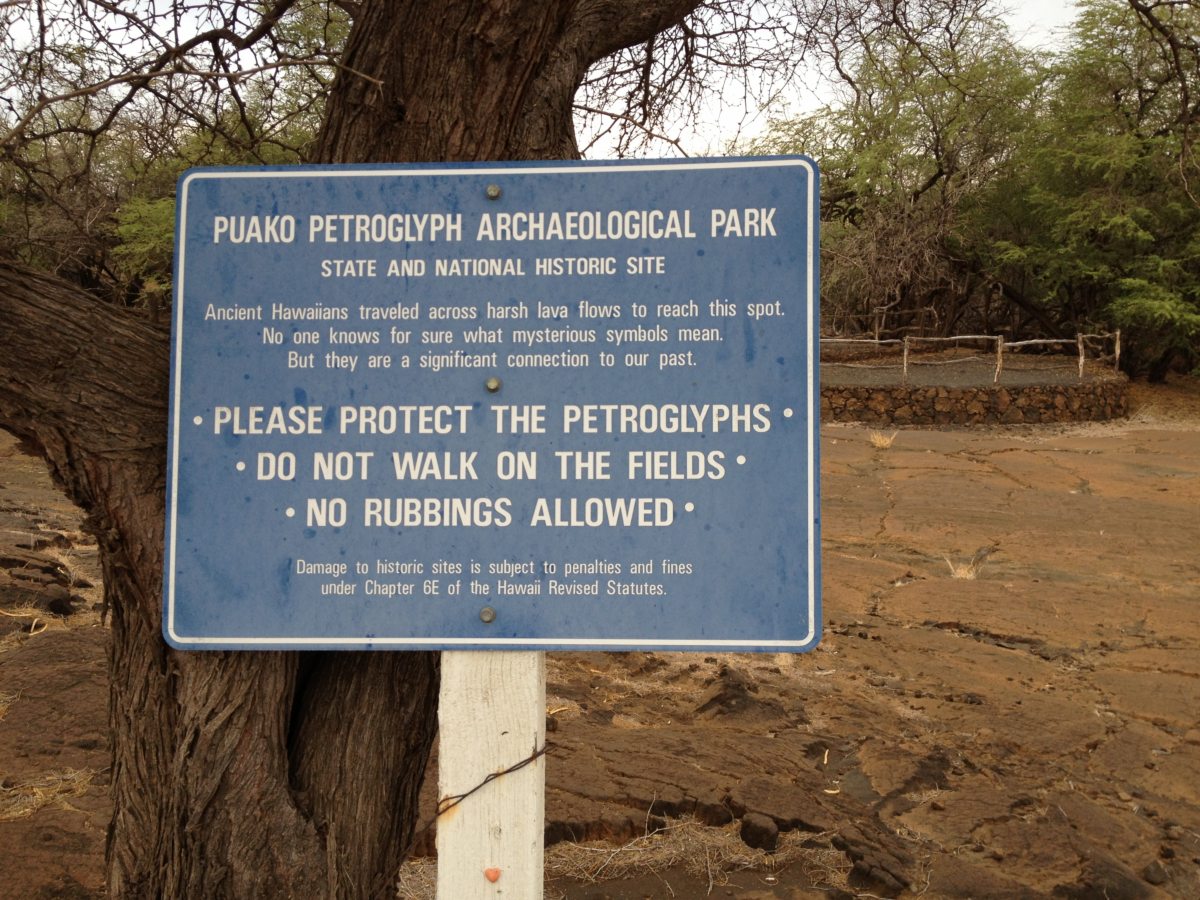 PUAKO PETROGLYPH ARCHAEOLOGICAL PARK
STATE AND NATIONAL HISTORIC SITE
Ancient Hawaiians traveled across harsh lava flows to reach this spot.
No one knows for sure what mysterious symbols mean.
But they are a significant connection to our past.
• PLEASE PROTECT THE PETROGLYPHS •
• DO NOT WALK ON THE FIELDS •
• NO RUBBINGS ALLOWED •
Damage to historic sites is subject to penalties and fines
under Chapter 6E of the Hawaii Revised Statutes.